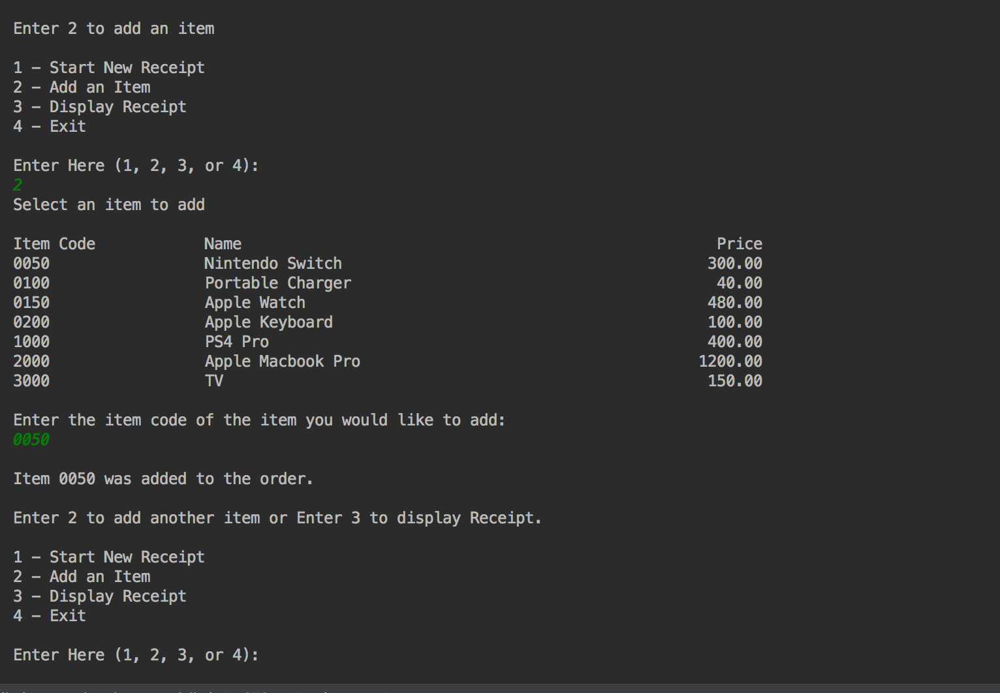 Enter 2 to add an item
1 – Start New Receipt
2 – Add an Item
3 – Display Receipt
4 – Exit
Enter Here (1, 2, 3, or 4):
2
Select an item to add
Item Code Name Price
0050 Nintendo Switch 300.00
0100 Portable Charger 40.00
0150 Apple Watch 480.00
0200 Apple Keyboard 100.00
1000 PS4 Pro 400.00
2000 Apple Macbook Pro 1200.00
3000 TV 150.00
Enter the item code of the item you would like to add:
0050
Item 0050 was added to the order.
Enter 2 to add another item or Enter 3 to display Receipt.
1 – Start New Receipt
2 – Add an Item
3 – Display Receipt
4 – Exit
Enter Here (1, 2, 3, or 4):